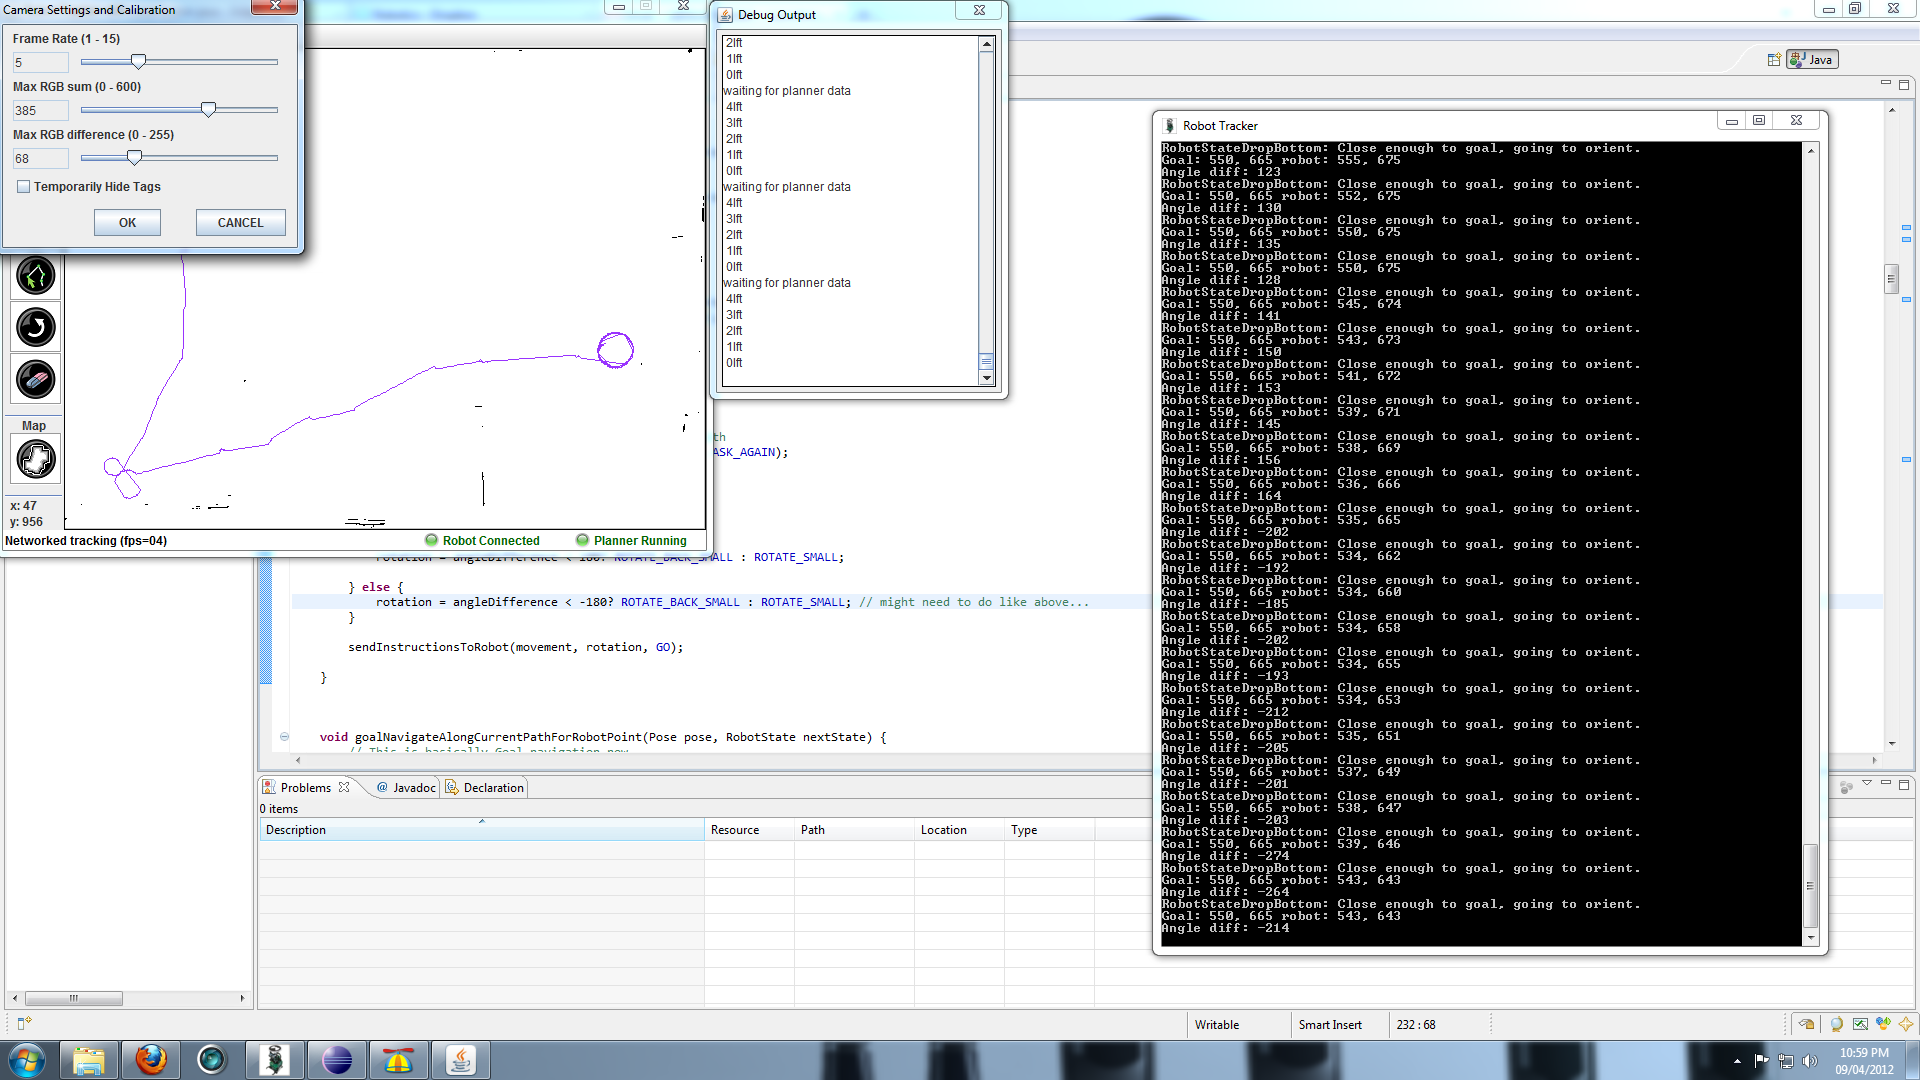 Camera Settings and Calibration
Frame Rate (1 - 15)
5
Max RGB sum (0 - 600)
385
Max RGB difference (0 - 255)
68
Temporarily Hide Tags
OK
CANCEL
Map
x: 47
y: 956
Networked tracking (fps=04)
Robot Connected
Planner Running
Debug Output
2lft
1lft
0lft
waiting for planner data
4lft
3lft
2lft
1lft
0lft
waiting for planner data
4lft
3lft
2lft
1lft
0lft
waiting for planner data
4lft
3lft
2lft
1lft
0lft
Java
th
ASK_AGAIN);
rotation = angleDifference < 180? ROTATE_BACK_SMALL : ROTATE_SMALL;
} else {
rotation = angleDifference < -180? ROTATE_BACK_SMALL : ROTATE_SMALL; // might need to do like above...
}
sendInstructionsToRobot(movement, rotation, GO);
}
void goalNavigateAlongCurrentPathForRobotPoint(Pose pose, RobotState nextState) {
// This is basically Goal navigation now
Robot Tracker
RobotStateDropBottom: Close enough to goal, going to orient.
Goal: 550, 665 robot: 555, 675
Angle diff: 123
RobotStateDropBottom: Close enough to goal, going to orient.
Goal: 550, 665 robot: 552, 675
Angle diff: 130
RobotStateDropBottom: Close enough to goal, going to orient.
Goal: 550, 665 robot: 550, 675
Angle diff: 135
RobotStateDropBottom: Close enough to goal, going to orient.
Goal: 550, 665 robot: 550, 675
Angle diff: 128
RobotStateDropBottom: Close enough to goal, going to orient.
Goal: 550, 665 robot: 545, 674
Angle diff: 141
RobotStateDropBottom: Close enough to goal, going to orient.
Goal: 550, 665 robot: 543, 673
Angle diff: 150
RobotStateDropBottom: Close enough to goal, going to orient.
Goal: 550, 665 robot: 541, 672
Angle diff: 153
RobotStateDropBottom: Close enough to goal, going to orient.
Goal: 550, 665 robot: 539, 671
Angle diff: 145
RobotStateDropBottom: Close enough to goal, going to orient.
Goal: 550, 665 robot: 538, 669
Angle diff: 156
RobotStateDropBottom: Close enough to goal, going to orient.
Goal: 550, 665 robot: 536, 666
Angle diff: 164
RobotStateDropBottom: Close enough to goal, going to orient.
Goal: 550, 665 robot: 535, 665
Angle diff: -202
RobotStateDropBottom: Close enough to goal, going to orient.
Goal: 550, 665 robot: 534, 662
Angle diff: -192
RobotStateDropBottom: Close enough to goal, going to orient.
Goal: 550, 665 robot: 534, 660
Angle diff: -185
RobotStateDropBottom: Close enough to goal, going to orient.
Goal: 550, 665 robot: 534, 658
Angle diff: -202
RobotStateDropBottom: Close enough to goal, going to orient.
Goal: 550, 665 robot: 534, 655
Angle diff: -193
RobotStateDropBottom: Close enough to goal, going to orient.
Goal: 550, 665 robot: 534, 653
Angle diff: -212
RobotStateDropBottom: Close enough to goal, going to orient.
Goal: 550, 665 robot: 535, 651
Angle diff: -205
RobotStateDropBottom: Close enough to goal, going to orient.
Goal: 550, 665 robot: 537, 649
Angle diff: -201
RobotStateDropBottom: Close enough to goal, going to orient.
Goal: 550, 665 robot: 538, 647
Angle diff: -203
RobotStateDropBottom: Close enough to goal, going to orient.
Goal: 550, 665 robot: 539, 646
Angle diff: -274
RobotStateDropBottom: Close enough to goal, going to orient.
Goal: 550, 665 robot: 543, 643
Angle diff: -264
RobotStateDropBottom: Close enough to goal, going to orient.
Goal: 550, 665 robot: 543, 643
Angle diff: -214
Problems
Javadoc
Declaration
0 items
Description
Resource
Path
Location
Type
Writable
Smart Insert
232 : 68
10:59 PM
09/04/2012